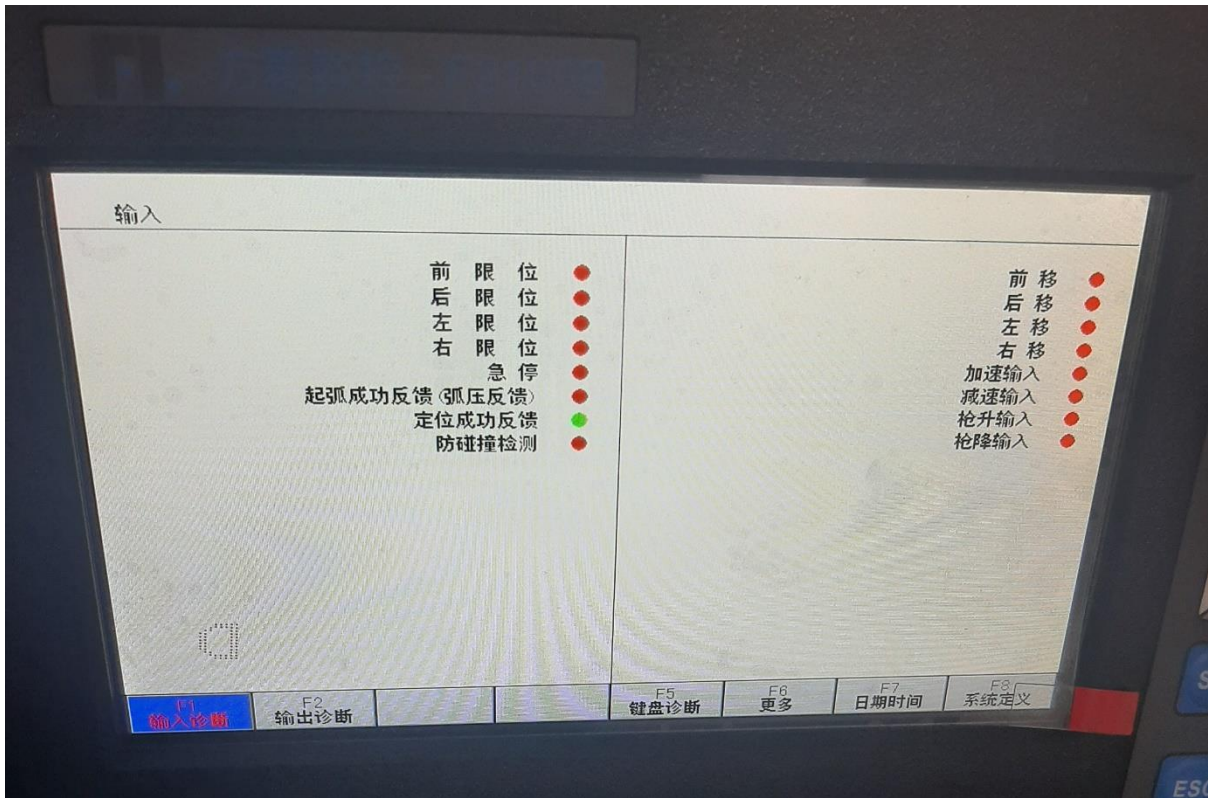 输入
前 限 位
后 限 位
左 限 位
右 限 位
急 停
起弧成功反馈(弧压反馈)
定位成功反馈
防碰撞检测
前 移
后 移
左 移
右 移
加速输入
减速输入
枪升输入
枪降输入
F1
输入诊断
F2
输出诊断
F5
键盘诊断
F6
更多
F7
日期时间
F8
系统定义
S
ESC